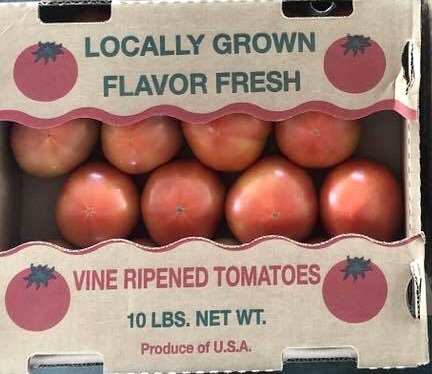 LOCALLY GROWN
FLAVOR FRESH
VINE RIPENED TOMATOES
10 LBS. NET WT.
Produce of U.S.A.